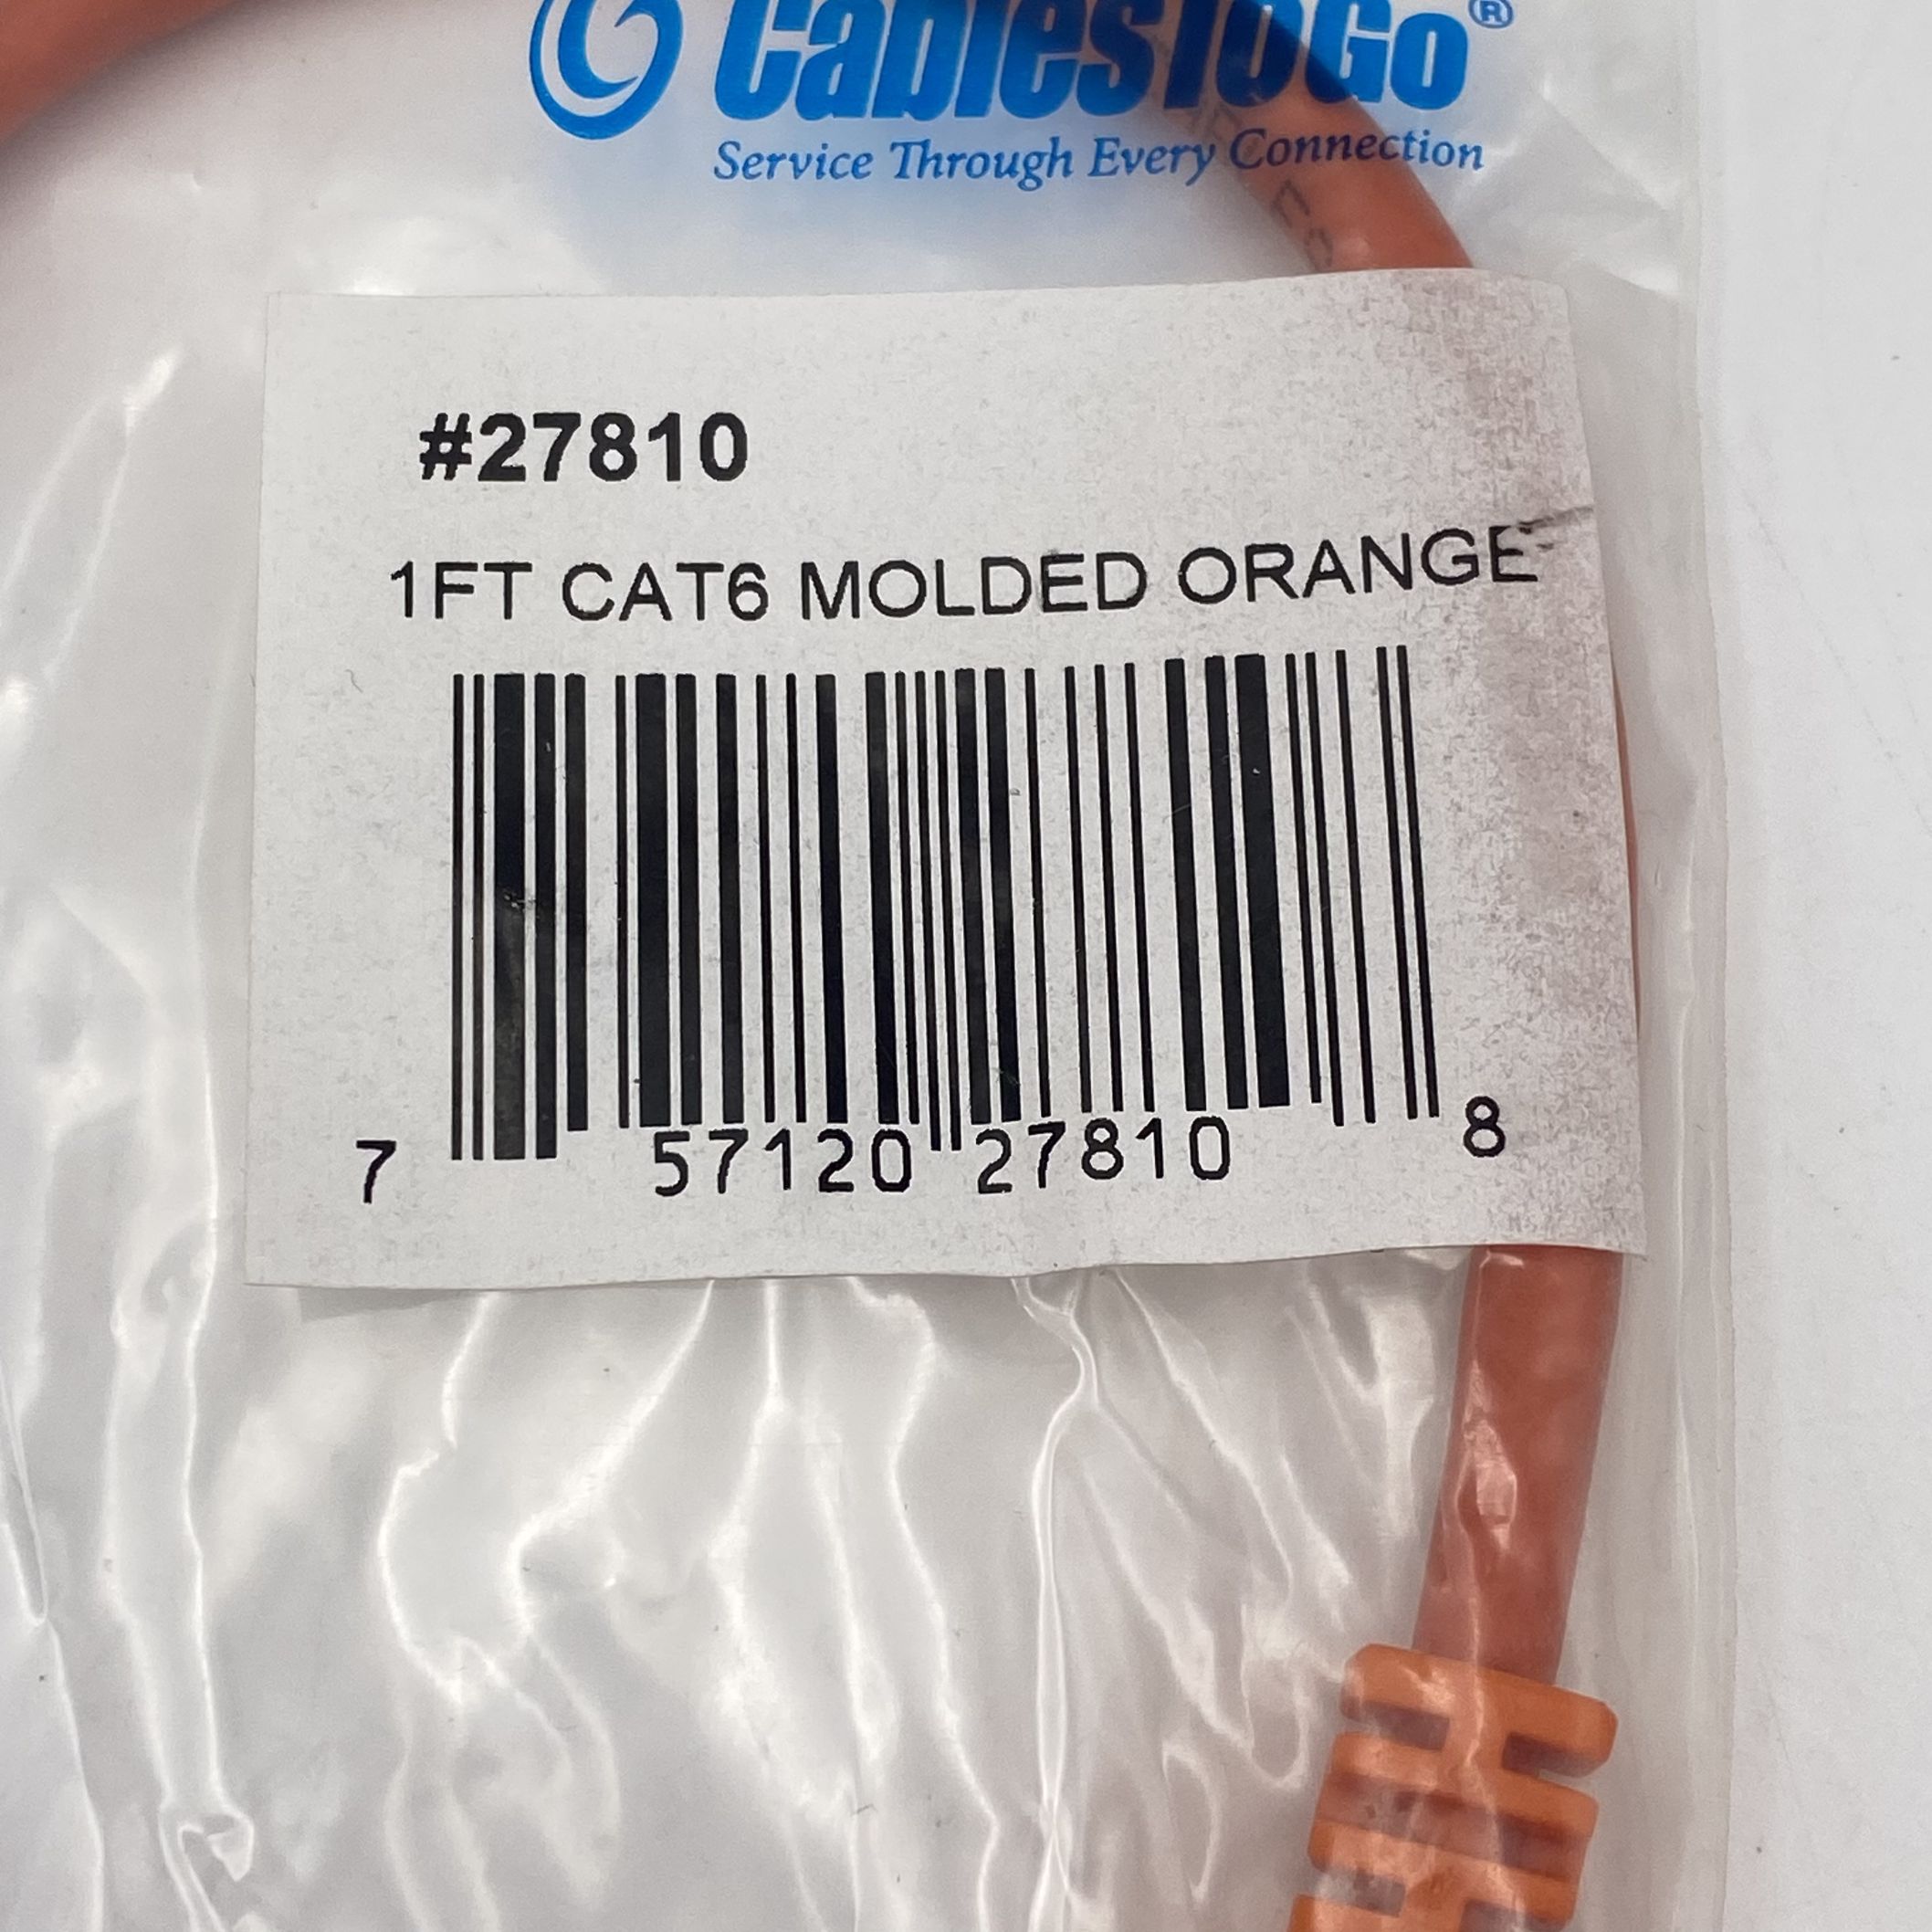 CablesToGo®
Service Through Every Connection
#27810
1FT CAT6 MOLDED ORANGE
7 57120 27810 8